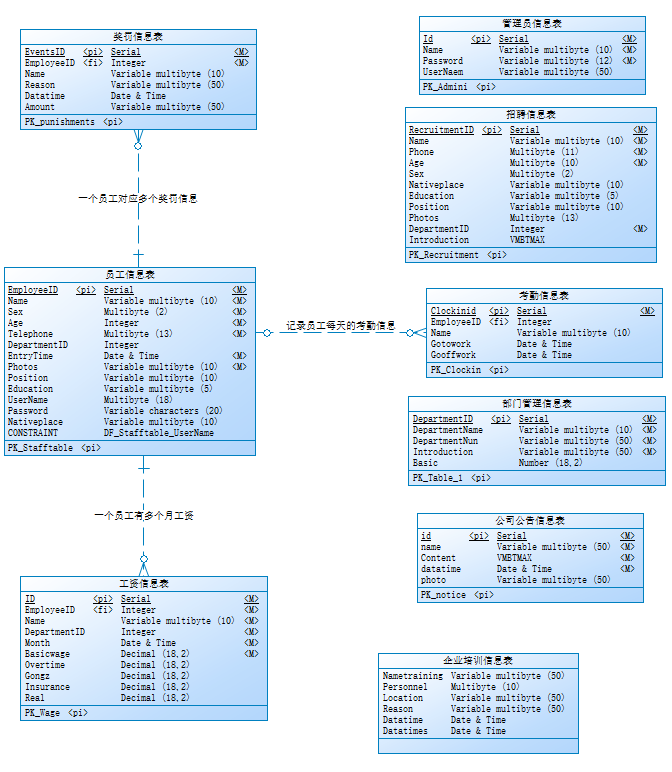 奖罚信息表
EventsID <pi> Serial <M>
EmployeeID <fi> Integer <M>
Name Variable multibyte (10)
Reason Variable multibyte (50)
Datatime Date & Time
Amount Variable multibyte (50)
PK_punishments <pi>
一个员工对应多个奖罚信息
员工信息表
EmployeeID <pi> Serial <M>
Name Variable multibyte (10) <M>
Sex Multibyte (2) <M>
Age Integer <M>
Telephone Multibyte (13) <M>
DepartmentID Integer
EntryTime Date & Time <M>
Photos Variable multibyte (10) <M>
Position Variable multibyte (10)
Education Variable multibyte (5)
UserName Multibyte (18)
Password Variable characters (20)
Nativeplace Variable multibyte (10)
CONSTRAINT DF_Stafftable_UserName
PK_Stafftable <pi>
一个员工有多个月工资
工资信息表
ID <pi> Serial <M>
EmployeeID <fi> Integer <M>
Name Variable multibyte (10) <M>
DepartmentID Integer <M>
Month Date & Time <M>
Basicwage Decimal (18,2) <M>
Overtime Decimal (18,2)
Gongz Decimal (18,2)
Insurance Decimal (18,2)
Real Decimal (18,2)
PK_Wage <pi>
管理员信息表
Id <pi> Serial <M>
Name Variable multibyte (10) <M>
Password Variable multibyte (12) <M>
UserNaem Variable multibyte (50)
PK_Admini <pi>
招聘信息表
RecruitmentID <pi> Serial <M>
Name Variable multibyte (10) <M>
Phone Multibyte (11) <M>
Age Multibyte (10) <M>
Sex Multibyte (2)
Nativeplace Variable multibyte (10)
Education Variable multibyte (5)
Position Variable multibyte (10)
Photos Multibyte (13)
DepartmentID Integer <M>
Introduction VMBTMAX
PK_Recruitment <pi>
记录员工每天的考勤信息
考勤信息表
Clockinid <pi> Serial <M>
EmployeeID <fi> Integer
Name Variable multibyte (10)
Gotowork Date & Time
Gooffwork Date & Time
PK_Clockin <pi>
部门管理信息表
DepartmentID <pi> Serial <M>
DepartmentName Variable multibyte (10) <M>
DepartmentNun Variable multibyte (50) <M>
Introduction Variable multibyte (50) <M>
Basic Number (18,2)
PK_Table_1 <pi>
公司公告信息表
id <pi> Serial <M>
name Variable multibyte (50) <M>
Content VMBTMAX <M>
datatime Date & Time <M>
photo Variable multibyte (50)
PK_notice <pi>
企业培训信息表
Nametraining Variable multibyte (50)
Personnel Multibyte (10)
Location Variable multibyte (50)
Reason Variable multibyte (50)
Datatime Date & Time
Datatimes Date & Time